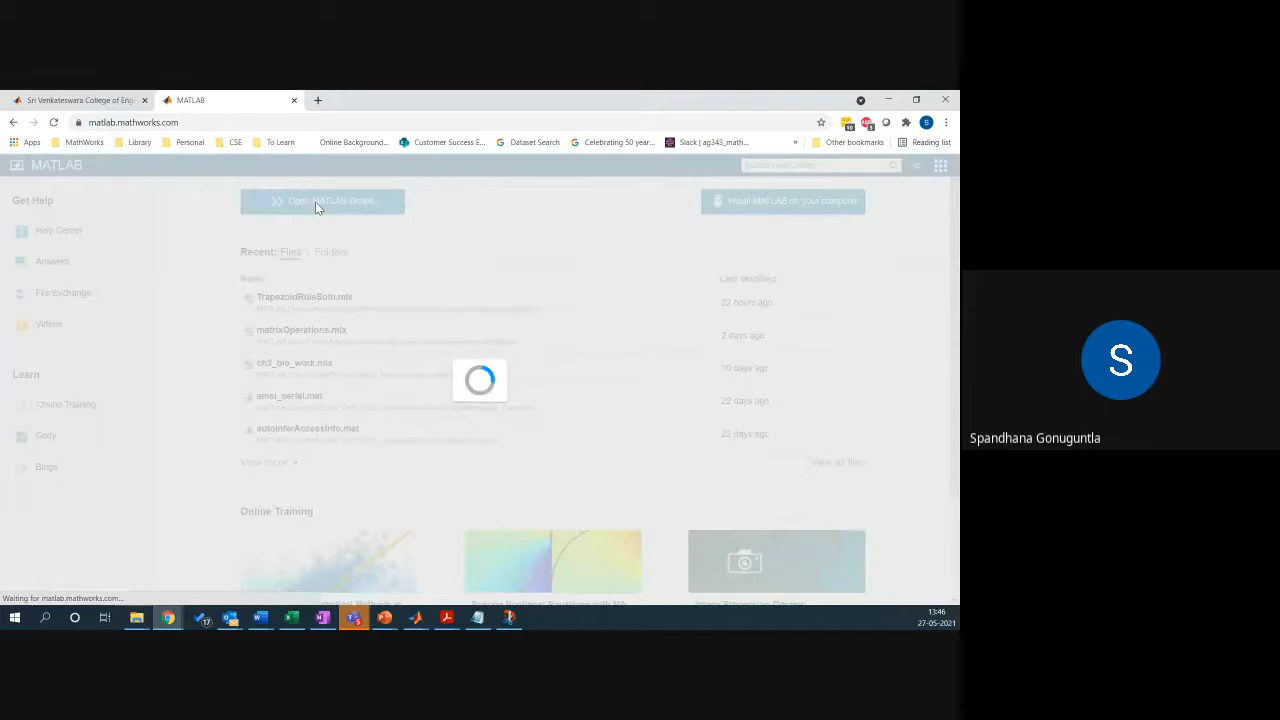 Sri Venkateswara College of Eng
MATLAB
matlab.mathworks.com
Apps
MathWorks
Library
Personal
CSE
To Learn
Online Background...
Customer Success E...
Dataset Search
Celebrating 50 year...
Slack | ag343_math...
»
Other bookmarks
Reading list
MATLAB
Get Help
Open MATLAB Online
Install MATLAB on your computer
Help Center
Recent: Files | Folders
Answers
Name
Last Modified
File Exchange
TrapezoidRuleSoln.mlx
22 hours ago
Videos
matrixOperations.mlx
2 days ago
ch3_bio_work.mlx
10 days ago
Learn
amsi_serial.mat
22 days ago
Online Training
autoInferAccessInfo.mat
22 days ago
Cody
View more
View all files
Blogs
Online Training
Waiting for matlab.mathworks.com...
17
13:46
27-05-2021
S
Spandhana Gonuguntla